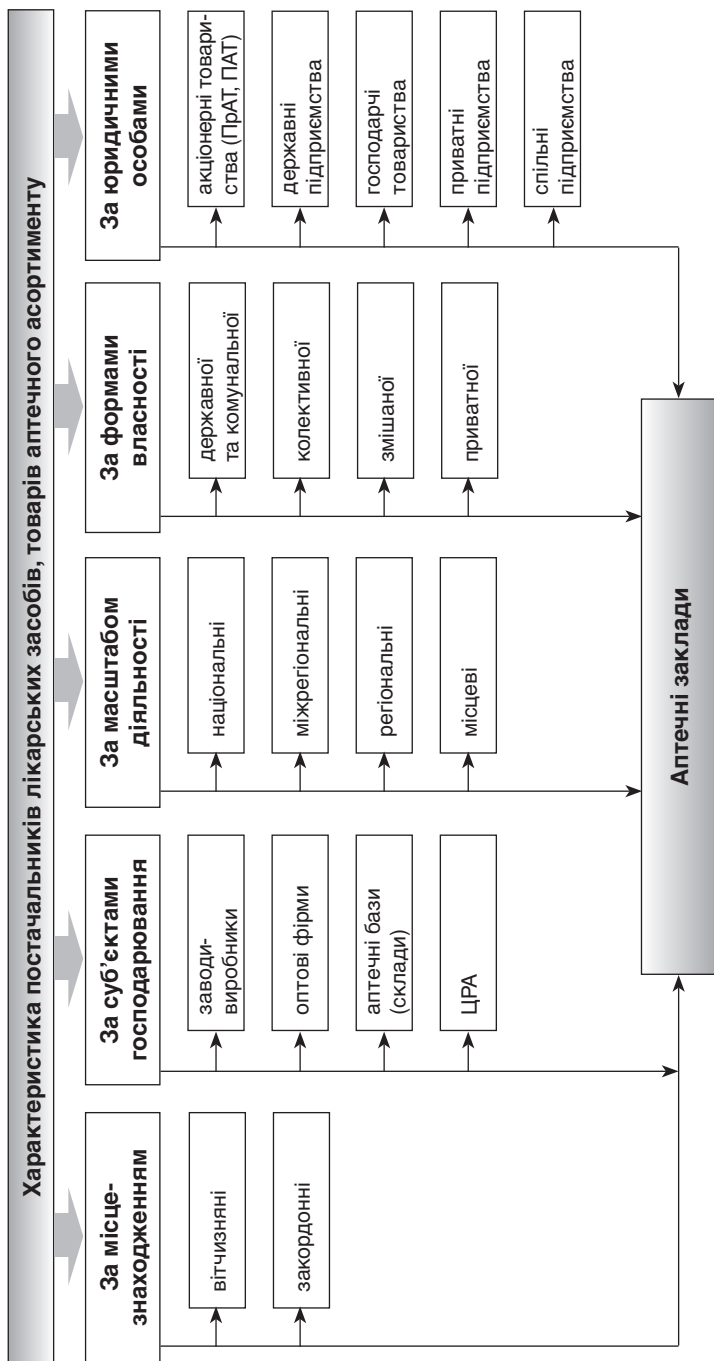 Характеристика постачальників лікарських засобів, товарів аптечного асортименту
За місце-
знаходженням
вітчизняні
закордонні
За суб’єктами
господарювання
заводи-
виробники
оптові фірми
аптечні бази
(склади)
ЦРА
За масштабом
діяльності
національні
міжрегіональні
регіональні
місцеві
За формами
власності
державної
та комунальної
колективної
змішаної
приватної
За юридичними
особами
акціонерні товари-
ства (ПрАТ, ПАТ)
державні
підприємства
господарчі
товариства
приватні
підприємства
спільні
підприємства
Аптечні заклади